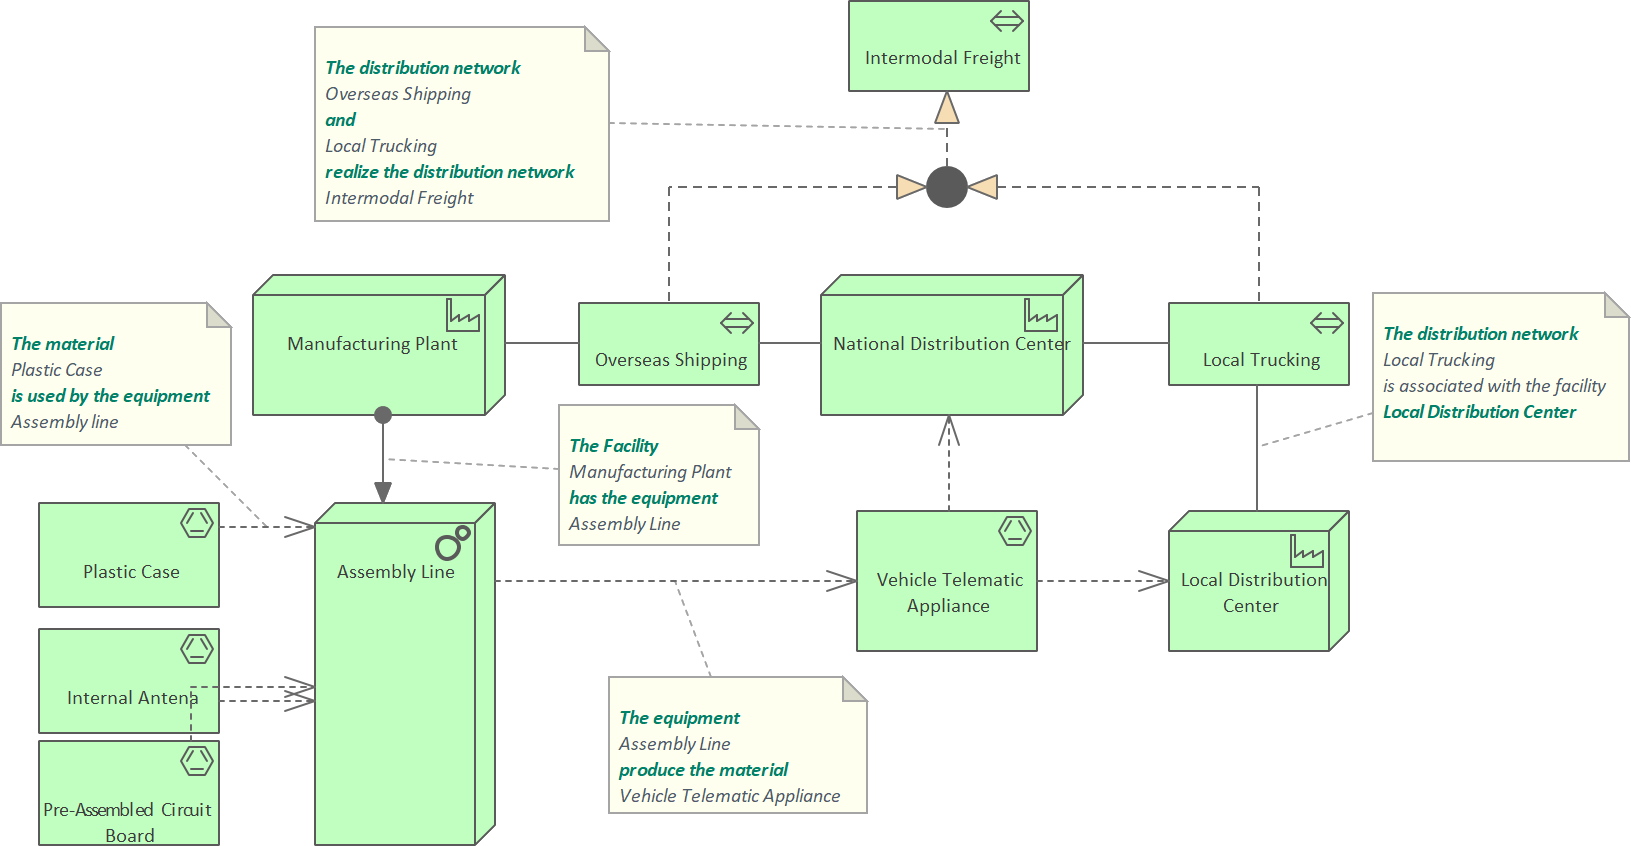 Intermodal Freight
The distribution network
Overseas Shipping
and
Local Trucking
realize the distribution network
Intermodal Freight
Manufacturing Plant
Overseas Shipping
National Distribution Center
Local Trucking
The distribution network
Local Trucking
is associated with the facility
Local Distribution Center
The material
Plastic Case
is used by the equipment
Assembly line
The Facility
Manufacturing Plant
has the equipment
Assembly Line
Plastic Case
Assembly Line
Vehicle Telematic
Appliance
Local Distribution
Center
Internal Antena
Pre-Assembled Circuit
Board
The equipment
Assembly Line
produce the material
Vehicle Telematic Appliance